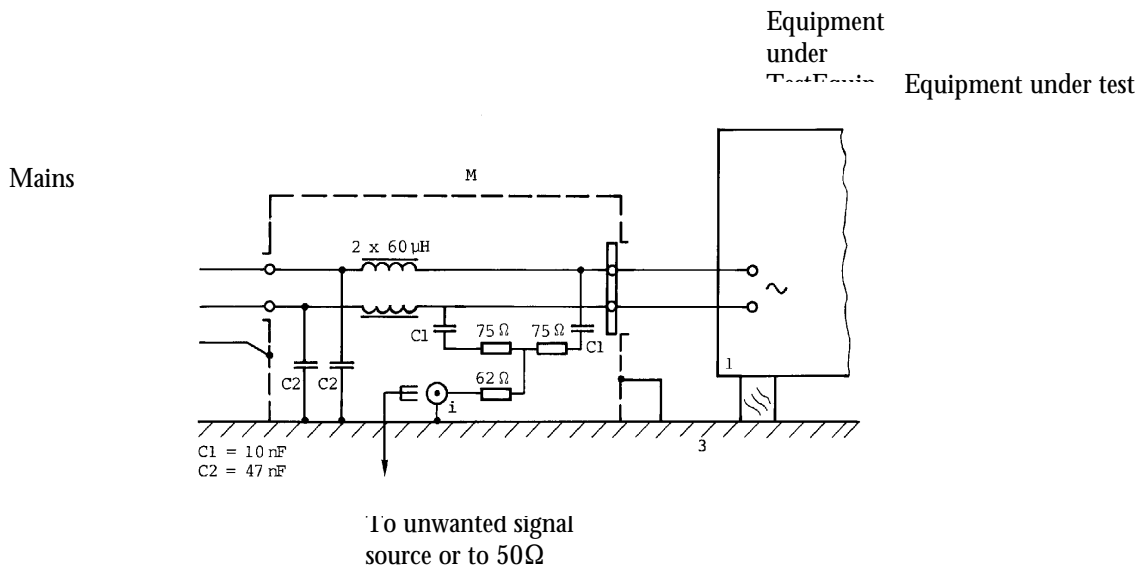 Equipment
under
Equipment under test
Mains
M
2 x 60 µH
C1
75 Ω
75 Ω
C1
1
C2
C2
62 Ω
i
3
C1 = 10 nF
C2 = 47 nF
To unwanted signal
source or to 50Ω